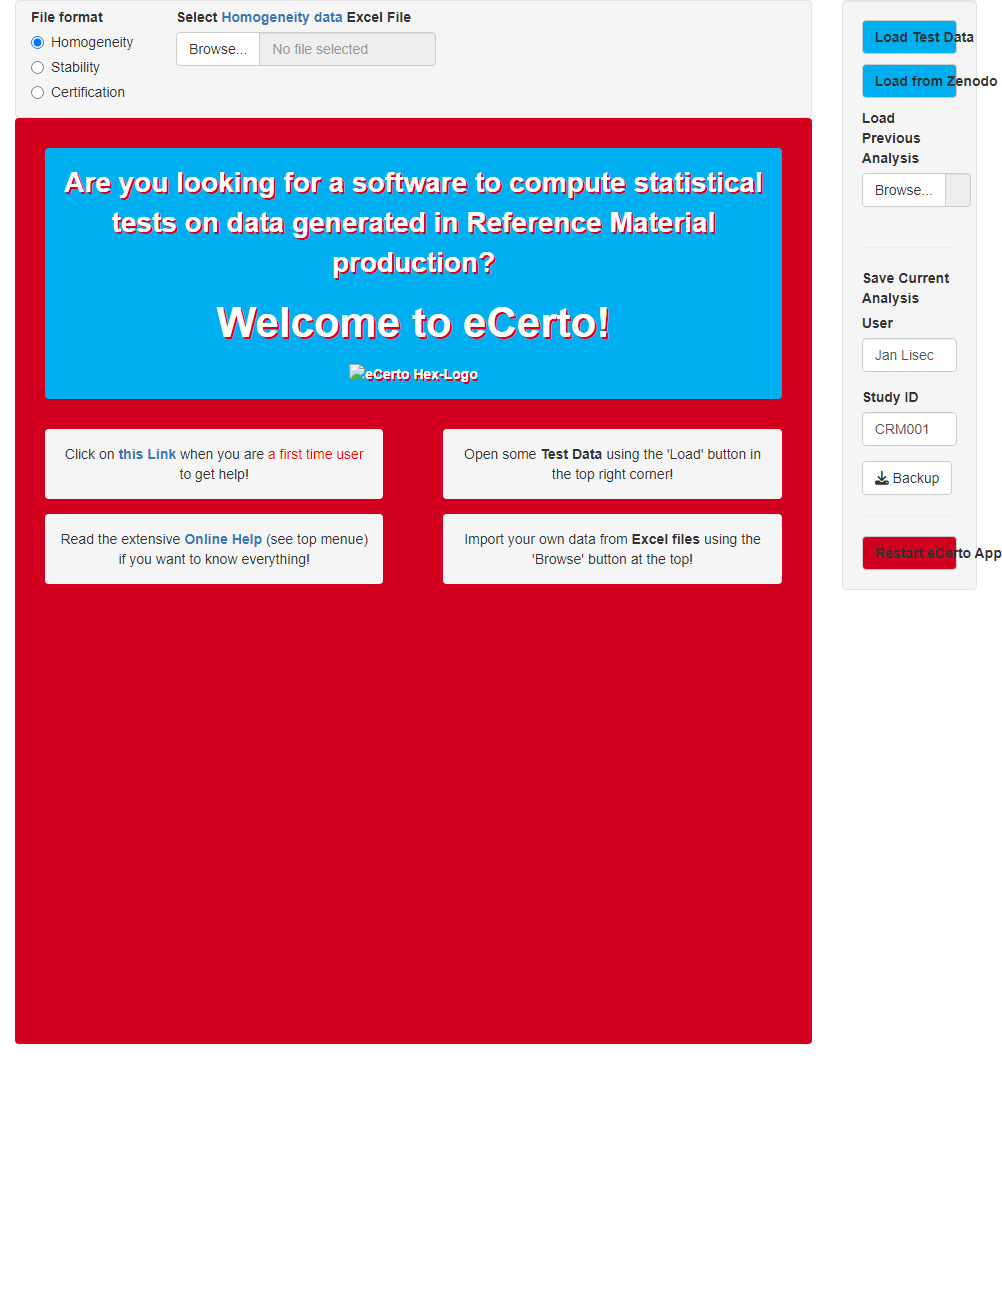 File format
Homogeneity
Stability
Certification
Select Homogeneity data Excel File
Browse... No file selected
Are you looking for a software to compute statistical
tests on data generated in Reference Material
production?
Welcome to eCerto!
eCerto Hex-Logo
Click on this Link when you are a first time user
to get help!
Open some Test Data using the 'Load' button in
the top right corner!
Read the extensive Online Help (see top menue)
if you want to know everything!
Import your own data from Excel files using the
'Browse' button at the top!
Load Test Data
Load from Zenodo
Load
Previous
Analysis
Browse...
Save Current
Analysis
User
Jan Lisec
Study ID
CRM001
Backup
Restart eCerto App